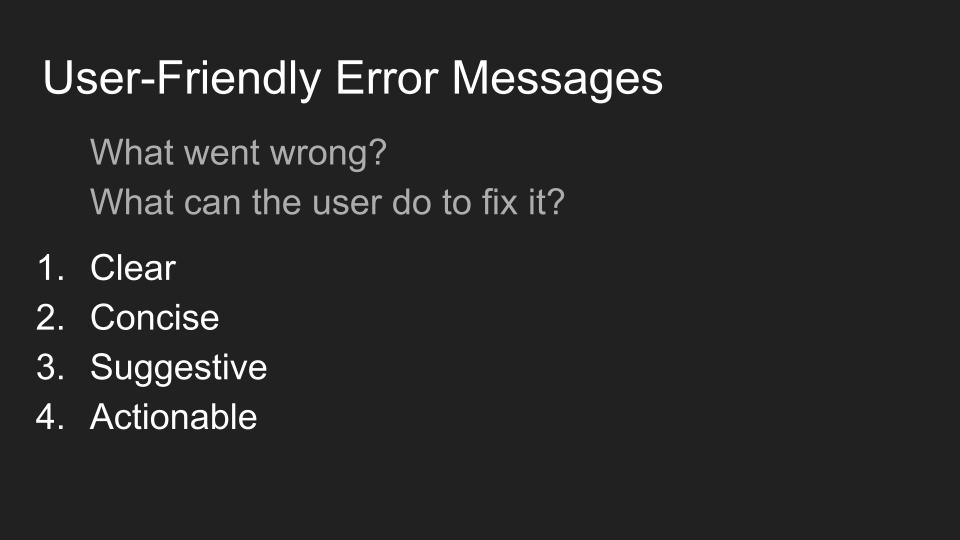 User-Friendly Error Messages
What went wrong?
What can the user do to fix it?
1. Clear
2. Concise
3. Suggestive
4. Actionable